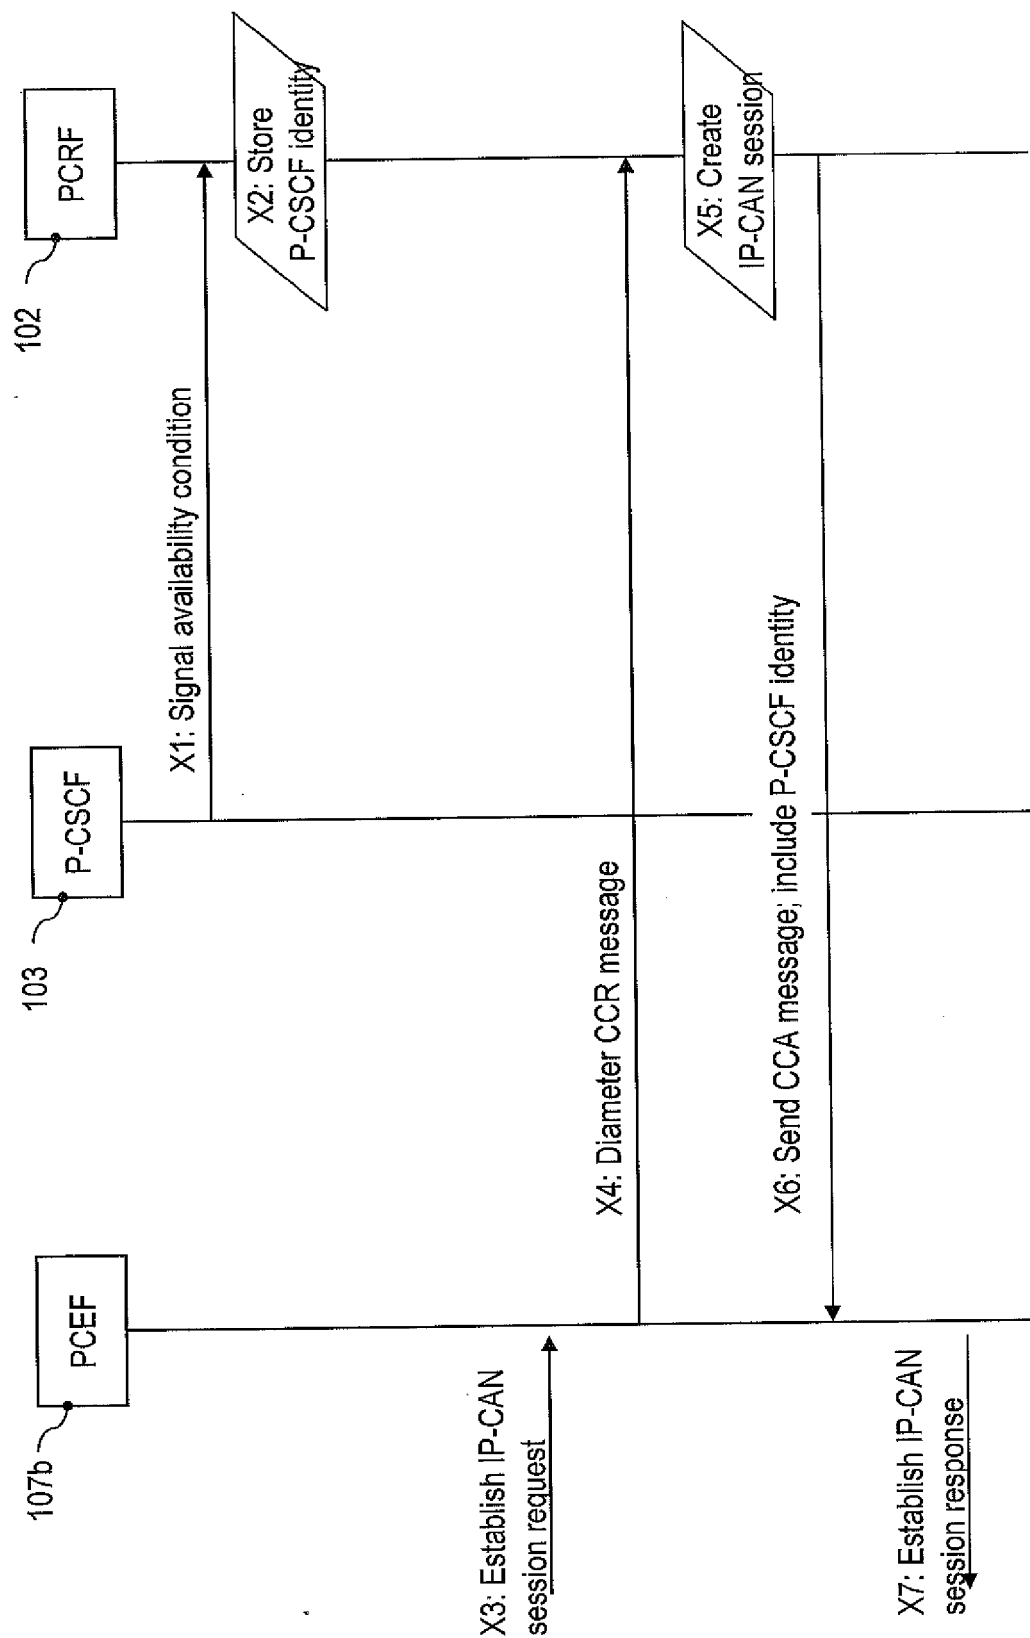 107b
PCEF
103
P-CSCF
102
PCRF
X1: Signal availability condition
X2: Store
P-CSCF identity
X3: Establish IP-CAN
session request
X4: Diameter CCR message
X5: Create
IP-CAN session
X6: Send CCA message; include P-CSCF identity
X7: Establish IP-CAN
session response